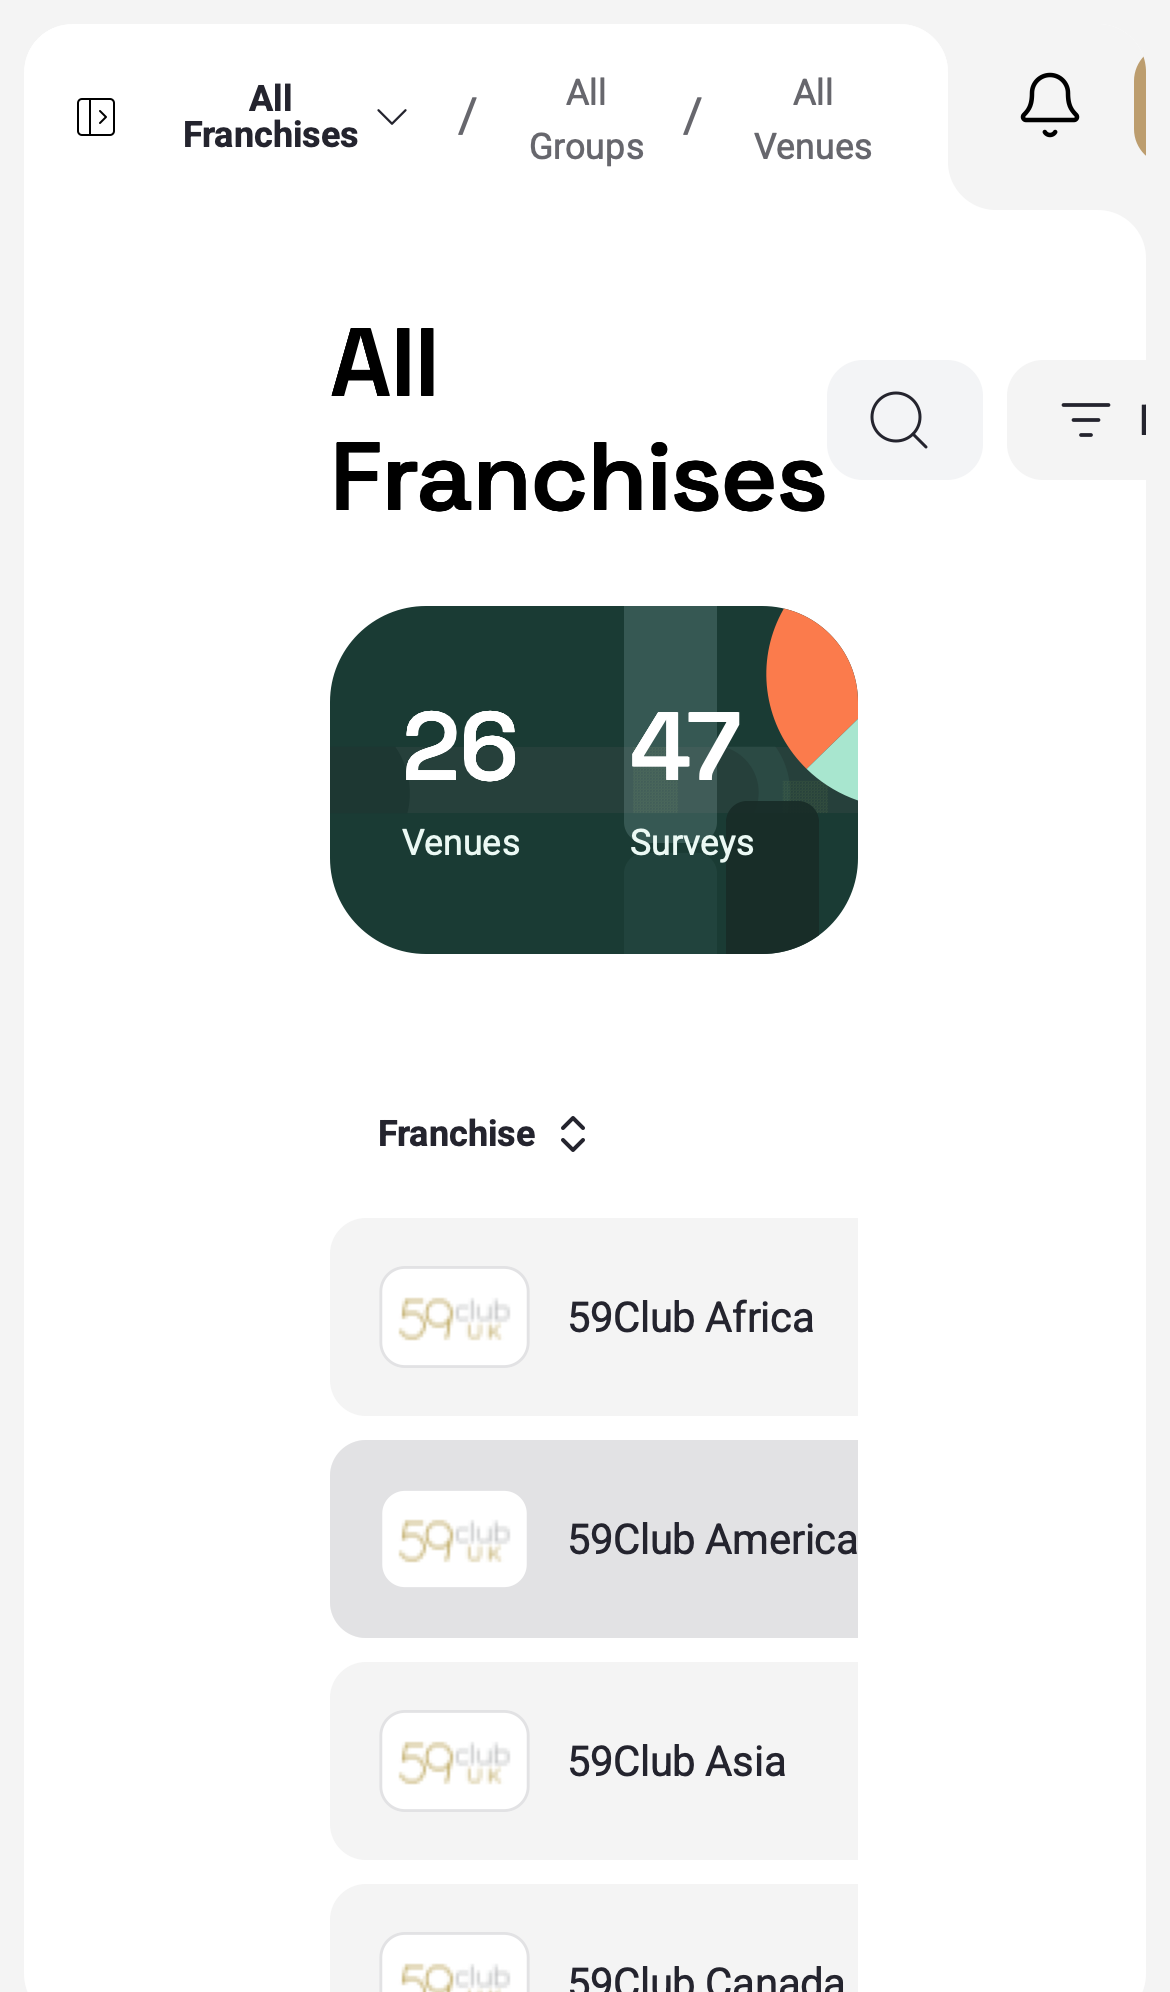 All
Franchises
/
All
Groups
/
All
Venues
All
Franchises
26
47
Venues
Surveys
Franchise
59club
UK
59Club Africa
59club
UK
59Club America
59club
UK
59Club Asia
59club
59Club Canada